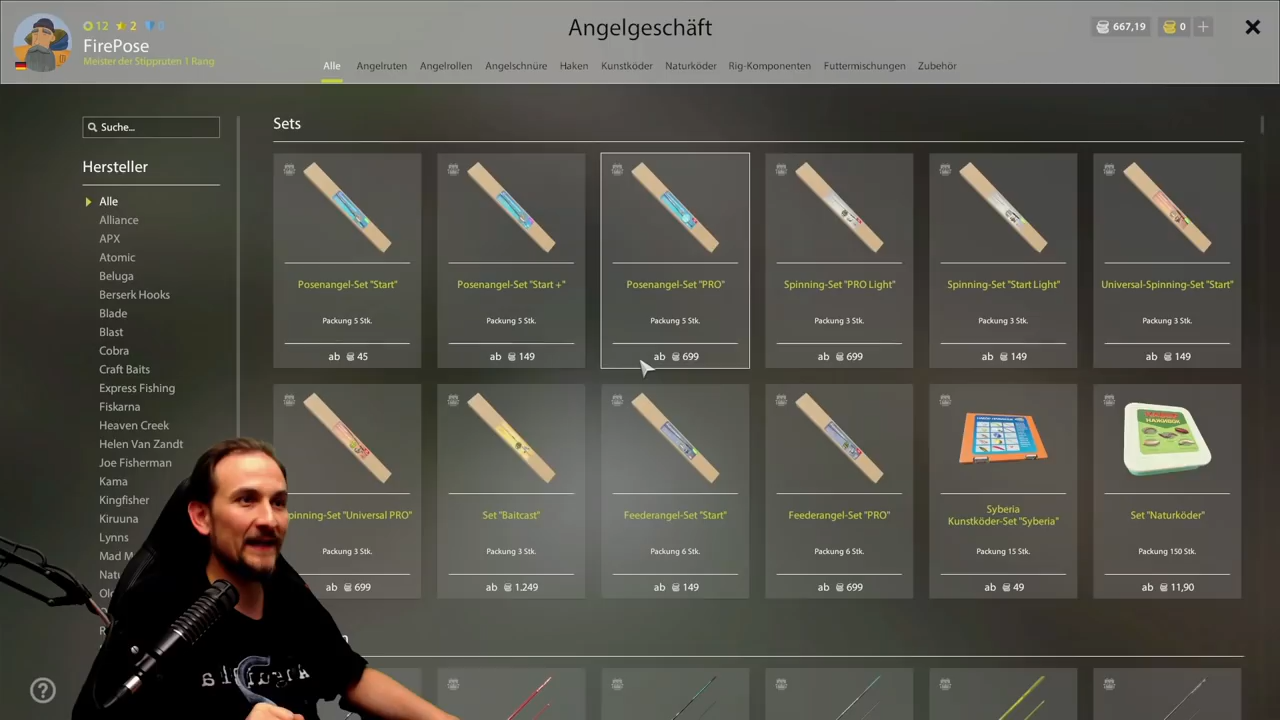 12 2 0
FirePose
Meister der Stippruten 1 Rang
Angelgeschäft
667,19 0
Alle Angelruten Angelrollen Angelschnüre Haken Kunstköder Naturköder Rig-Komponenten Futtermischungen Zubehör
Suche...
Hersteller
Alle
Alliance
APX
Atomic
Beluga
Berserk Hooks
Blade
Blast
Cobra
Craft Baits
Express Fishing
Fiskarna
Heaven Creek
Helen Van Zandt
Joe Fisherman
Kama
Kingfisher
Kiruuna
Lynns
Mad M
Natu
Sets
Posenangel-Set "Start" Posenangel-Set "Start +" Posenangel-Set "PRO" Spinning-Set "PRO Light" Spinning-Set "Start Light" Universal-Spinning-Set "Start"
Packung 5 Stk. Packung 5 Stk. Packung 5 Stk. Packung 3 Stk. Packung 3 Stk. Packung 3 Stk.
ab 45 ab 149 ab 699 ab 699 ab 149 ab 149
pinning-Set "Universal PRO" Set "Baitcast" Feederangel-Set "Start" Feederangel-Set "PRO" Syberia
Kunstköder-Set "Syberia" Set "Naturköder"
Packung 3 Stk. Packung 3 Stk. Packung 6 Stk. Packung 6 Stk. Packung 15 Stk. Packung 150 Stk.
ab 699 ab 1.249 ab 149 ab 699 ab 49 ab 11,90